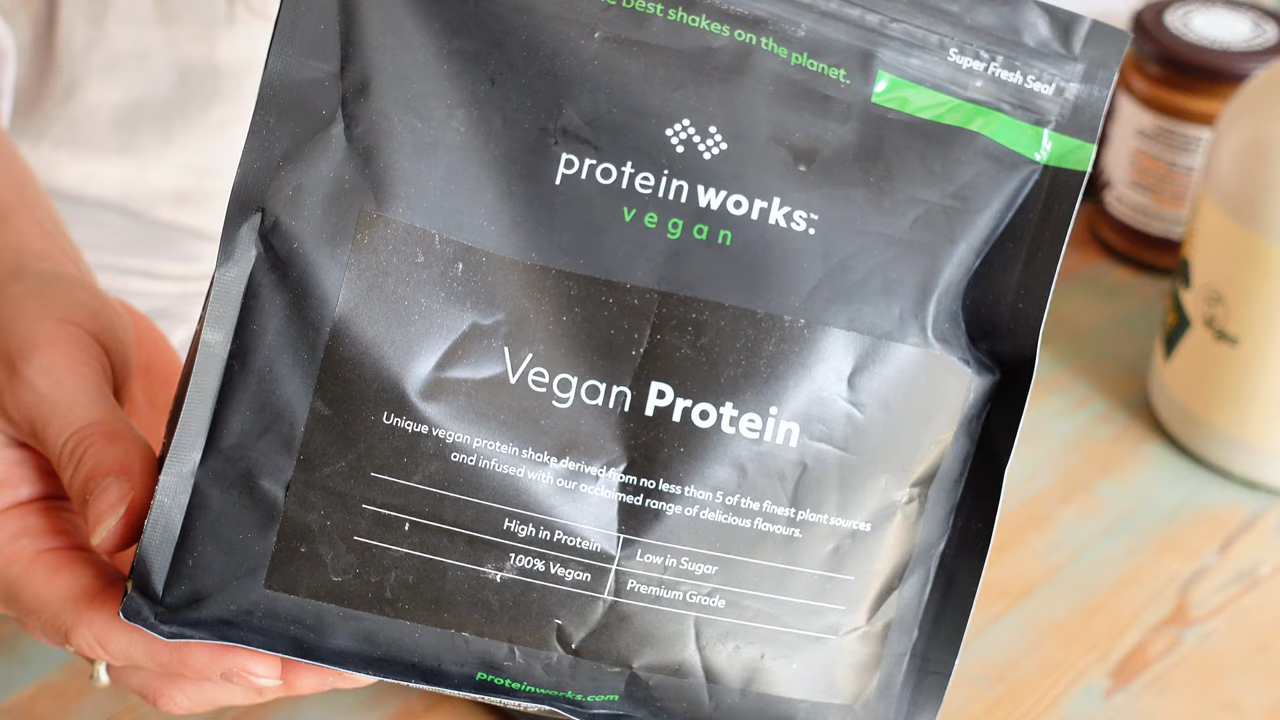 best shakes on the planet.
Super Fresh Seal
protein works™
vegan
Vegan Protein
Unique vegan protein shake derived from no less than 5 of the finest plant sources
and infused with our acclaimed range of delicious flavours.
High in Protein
Low in Sugar
100% Vegan
Premium Grade
proteinworks.com